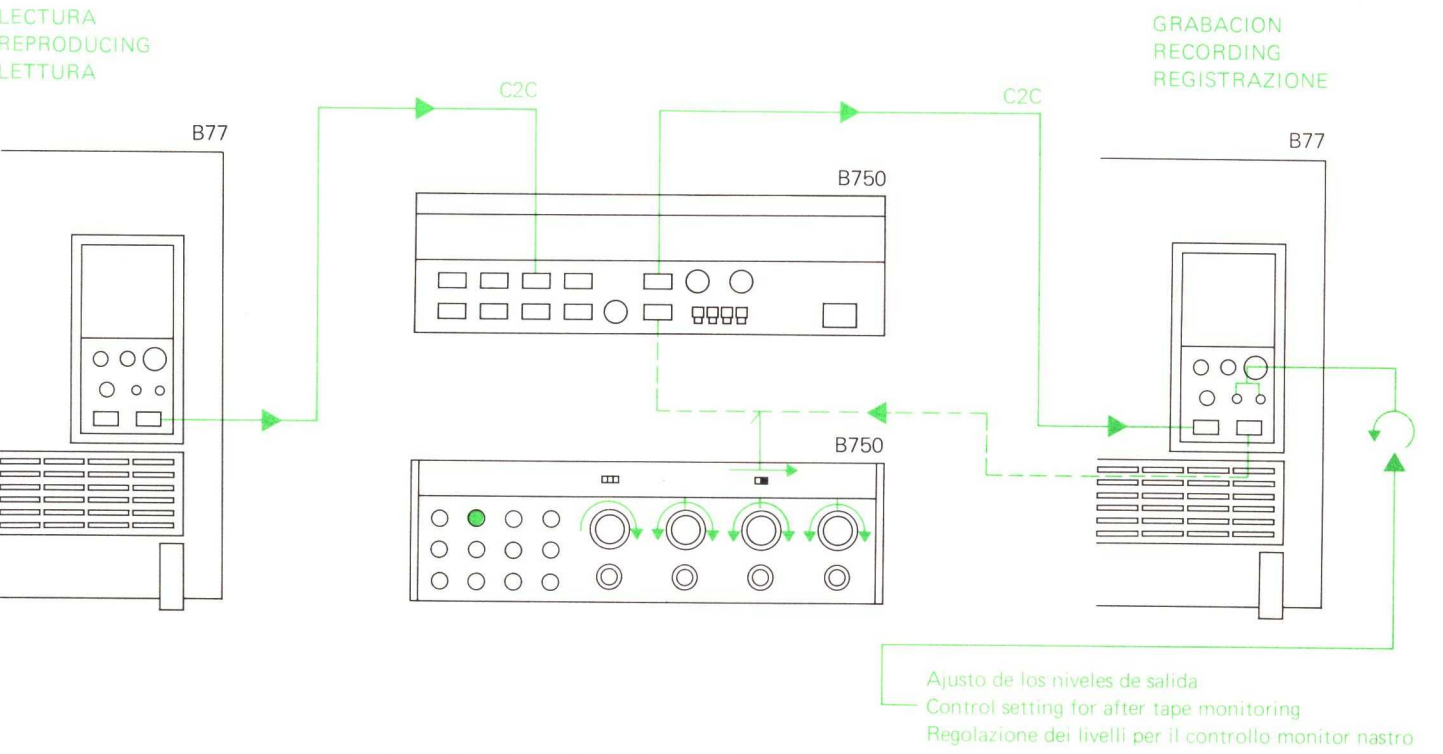 LECTURA
REPRODUCING
LETTURA
GRABACION
RECORDING
REGISTRAZIONE
C2C
C2C
B77
B77
B750
B750
Ajusto de los niveles de salida
Control setting for after tape monitoring
Regolazione dei livelli per il controllo monitor nastro